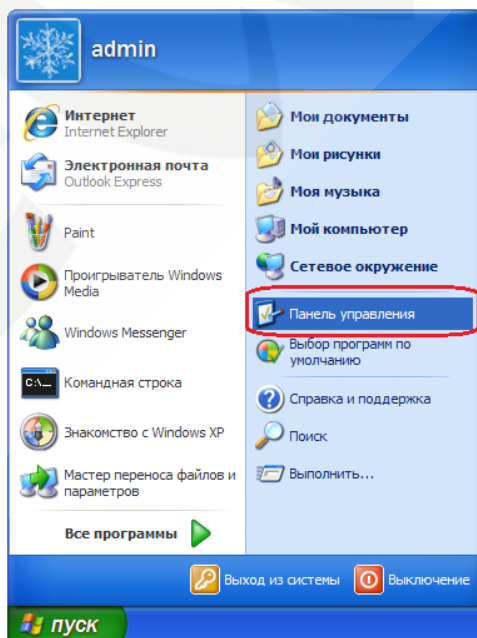 admin
Интернет
Internet Explorer
Электронная почта
Outlook Express
Paint
Проигрыватель Windows
Media
Windows Messenger
C:\_
Командная строка
Знакомство с Windows XP
Мастер переноса файлов и
параметров
Все программы
Мои документы
Мои рисунки
Моя музыка
Мой компьютер
Сетевое окружение
Панель управления
Выбор программ по
умолчанию
Справка и поддержка
Поиск
Выполнить...
Выход из системы
Выключение
пуск